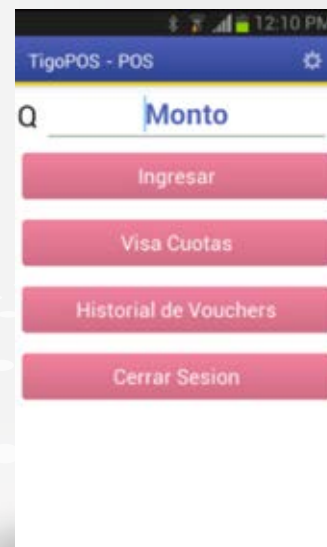 12:10 PM
TigoPOS - POS
Q Monto
Ingresar
Visa Cuotas
Historial de Vouchers
Cerrar Sesion